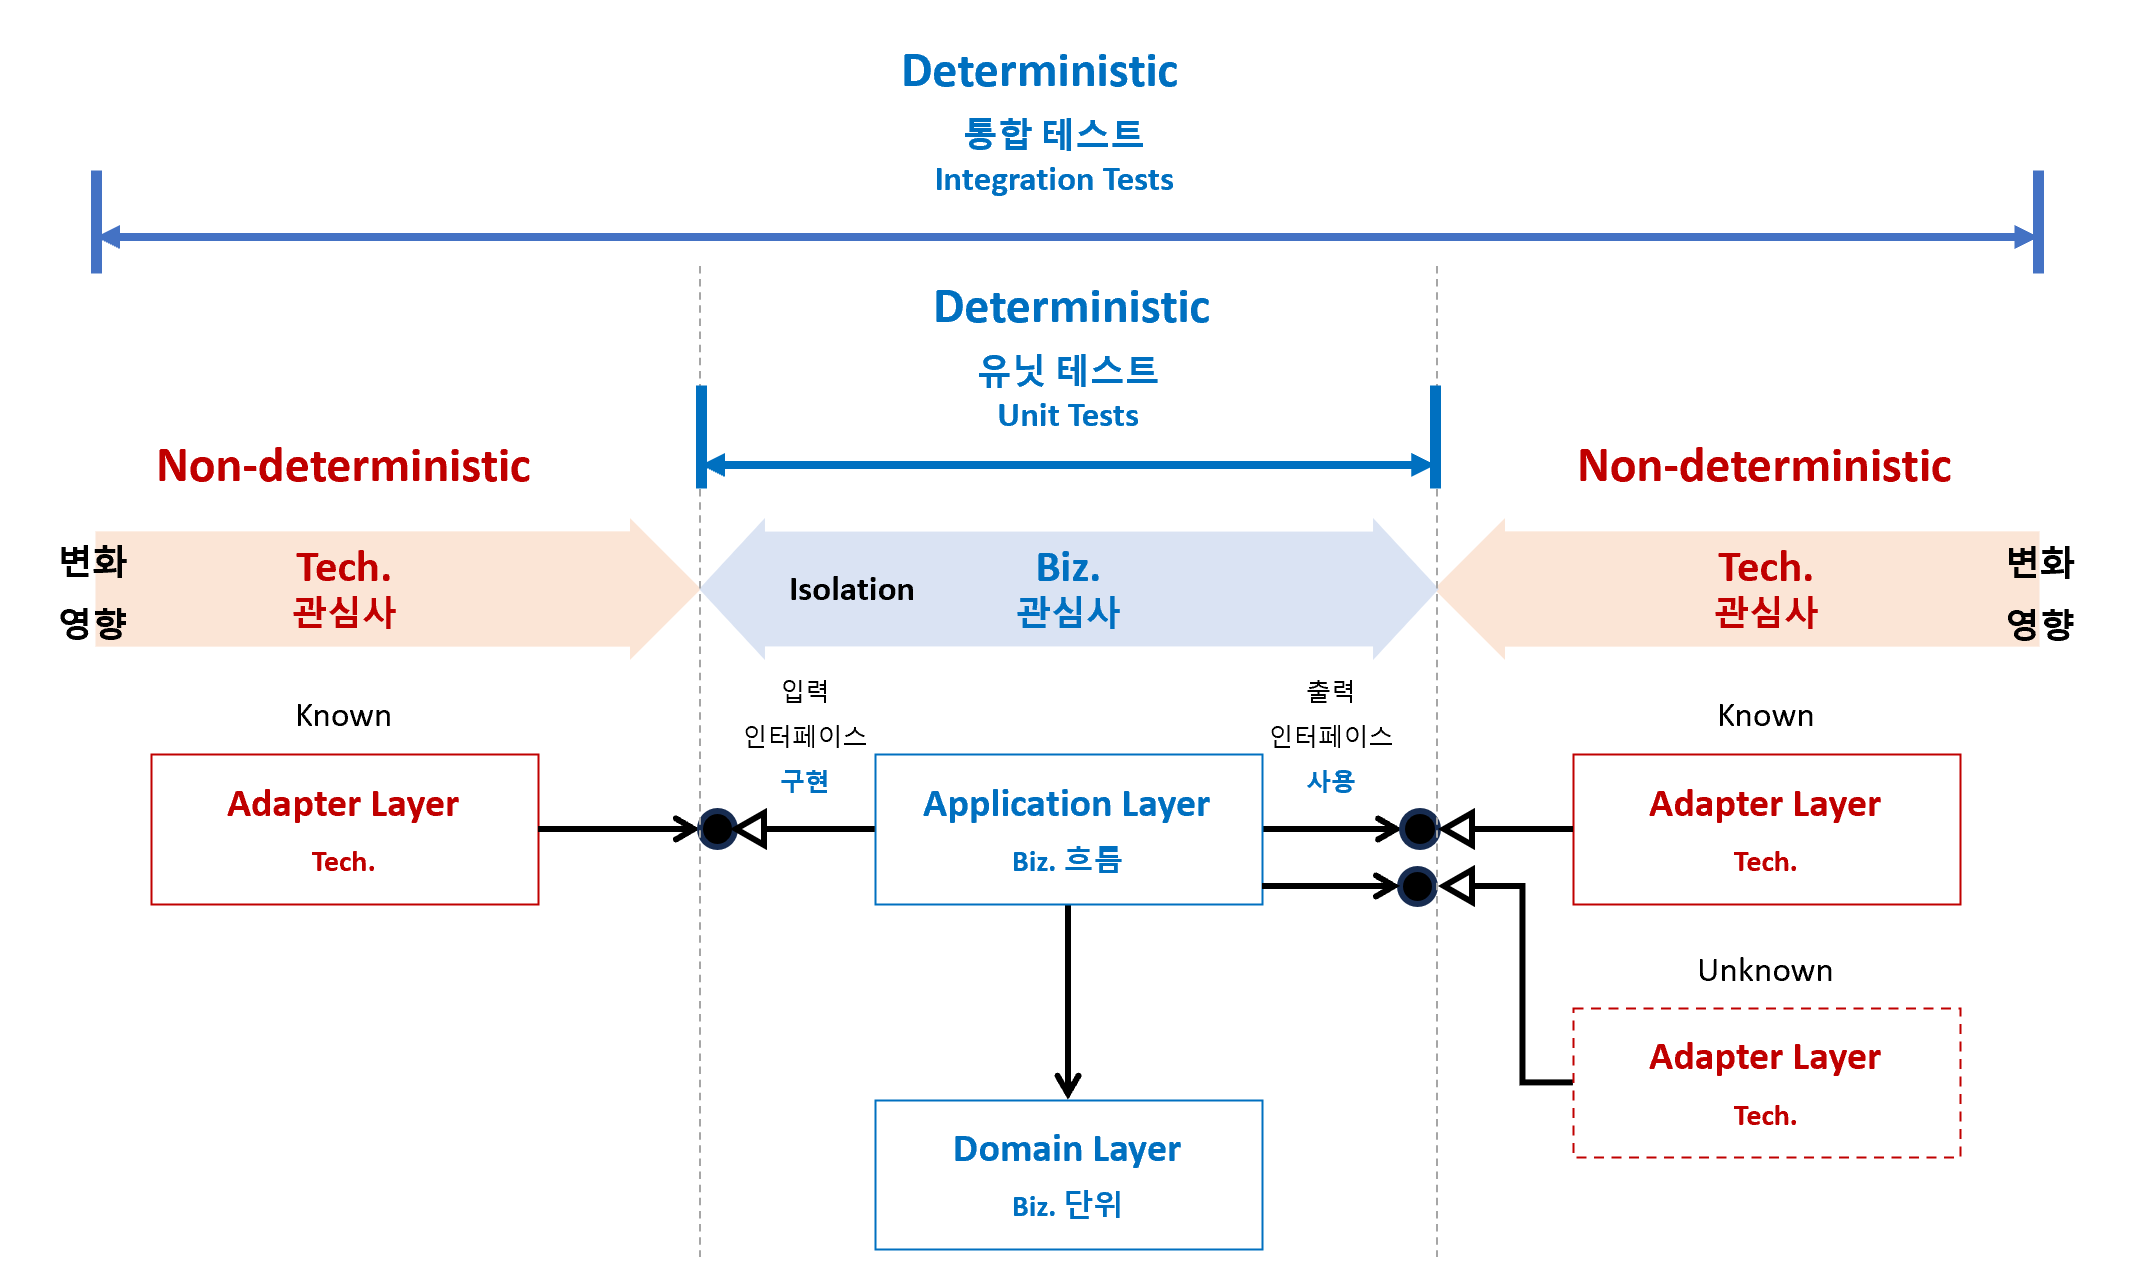 Deterministic
통합 테스트
Integration Tests
Deterministic
유닛 테스트
Unit Tests
Non-deterministic
Non-deterministic
변화
영향
Tech.
관심사
Isolation
Biz.
관심사
Tech.
관심사
변화
영향
Known
입력
인터페이스
구현
출력
인터페이스
사용
Known
Adapter Layer
Tech.
Application Layer
Biz. 흐름
Adapter Layer
Tech.
Unknown
Adapter Layer
Tech.
Domain Layer
Biz. 단위